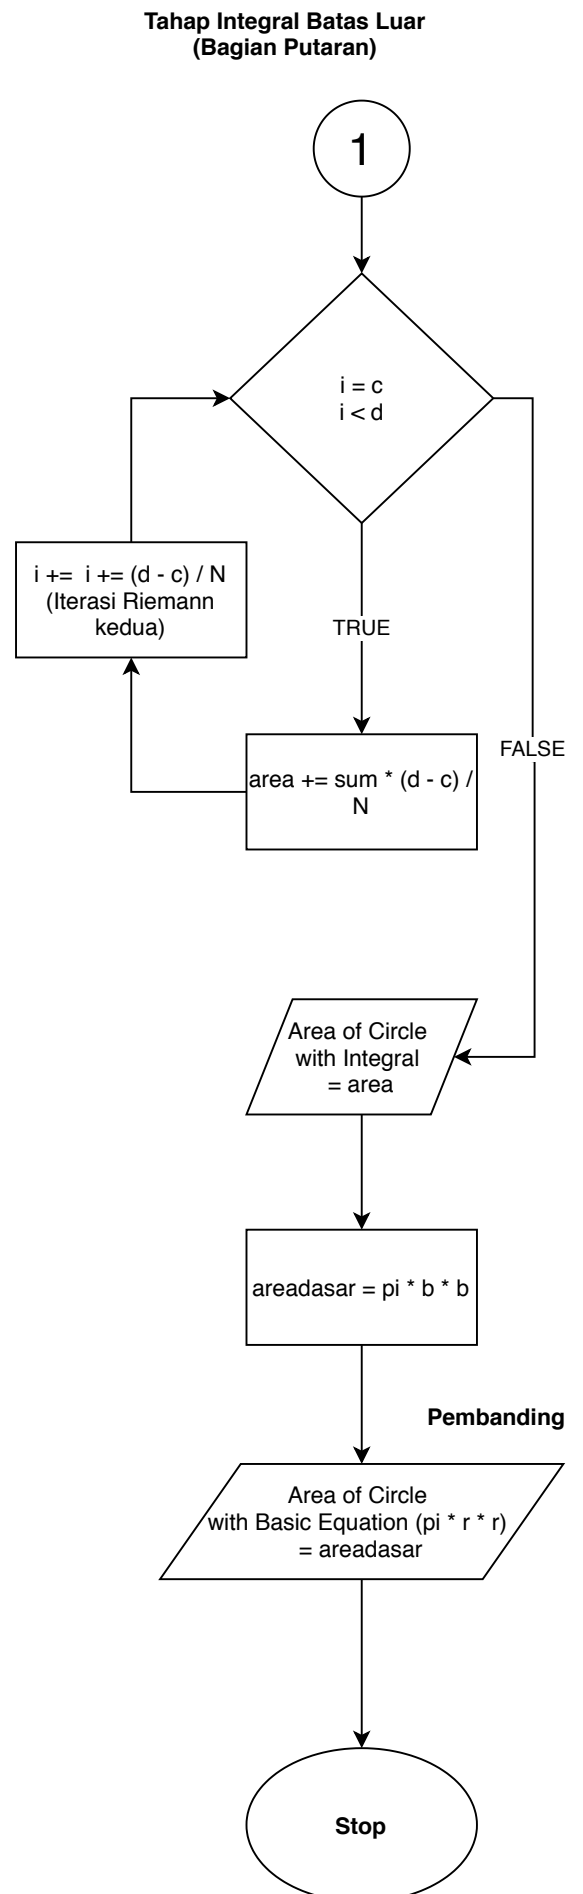 Tahap Integral Batas Luar
(Bagian Putaran)
1
i = c
i < d
i += i += (d - c) / N
(Iterasi Riemann
kedua)
TRUE
FALSE
area += sum * (d - c) /
N
Area of Circle
with Integral
= area
areadasar = pi * b * b
Pembanding
Area of Circle
with Basic Equation (pi * r * r)
= areadasar
Stop